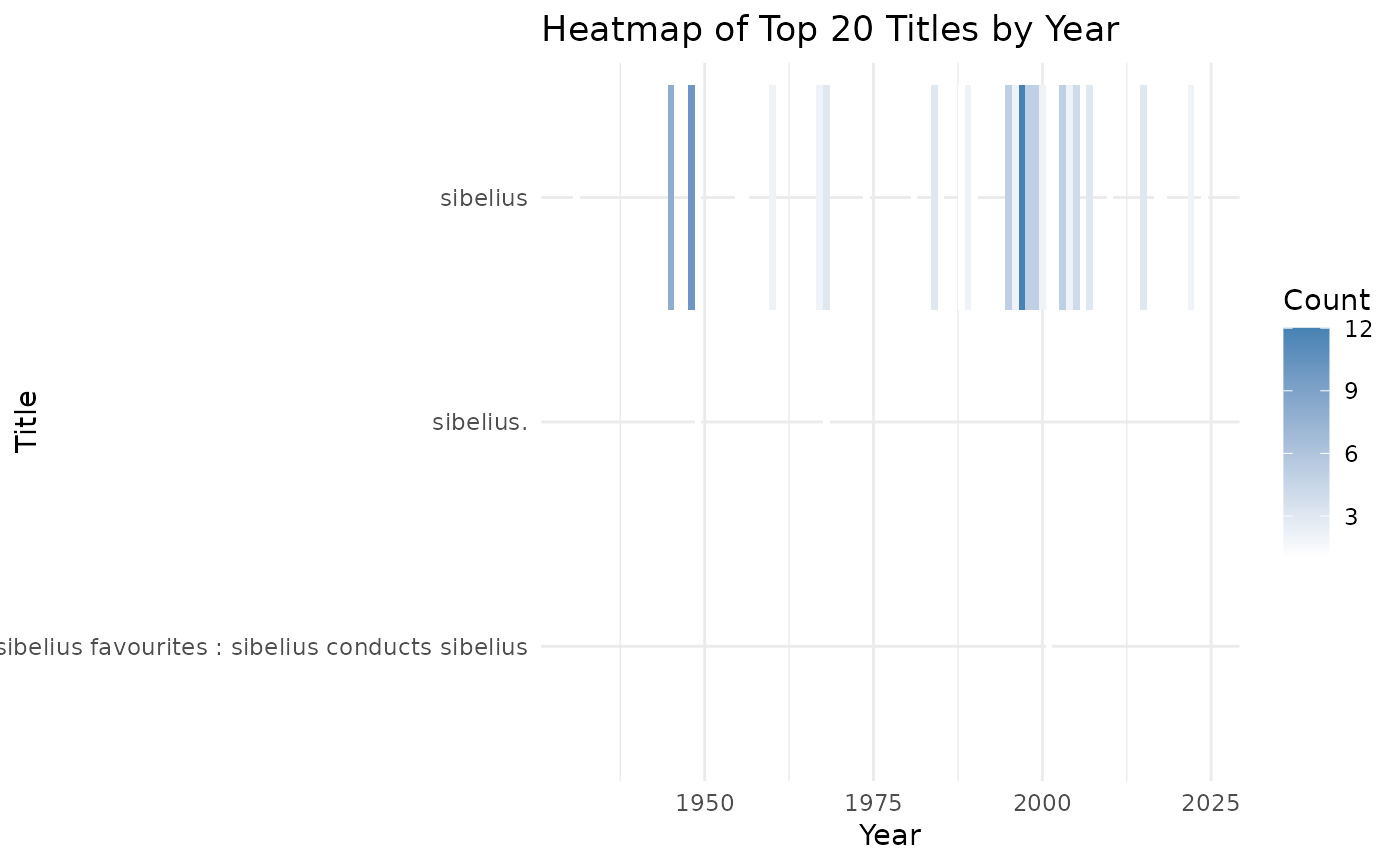 Heatmap of Top 20 Titles by Year
sibelius
sibelius.
sibelius favourites : sibelius conducts sibelius
Title
1950
1975
2000
2025
Year
Count
12
9
6
3